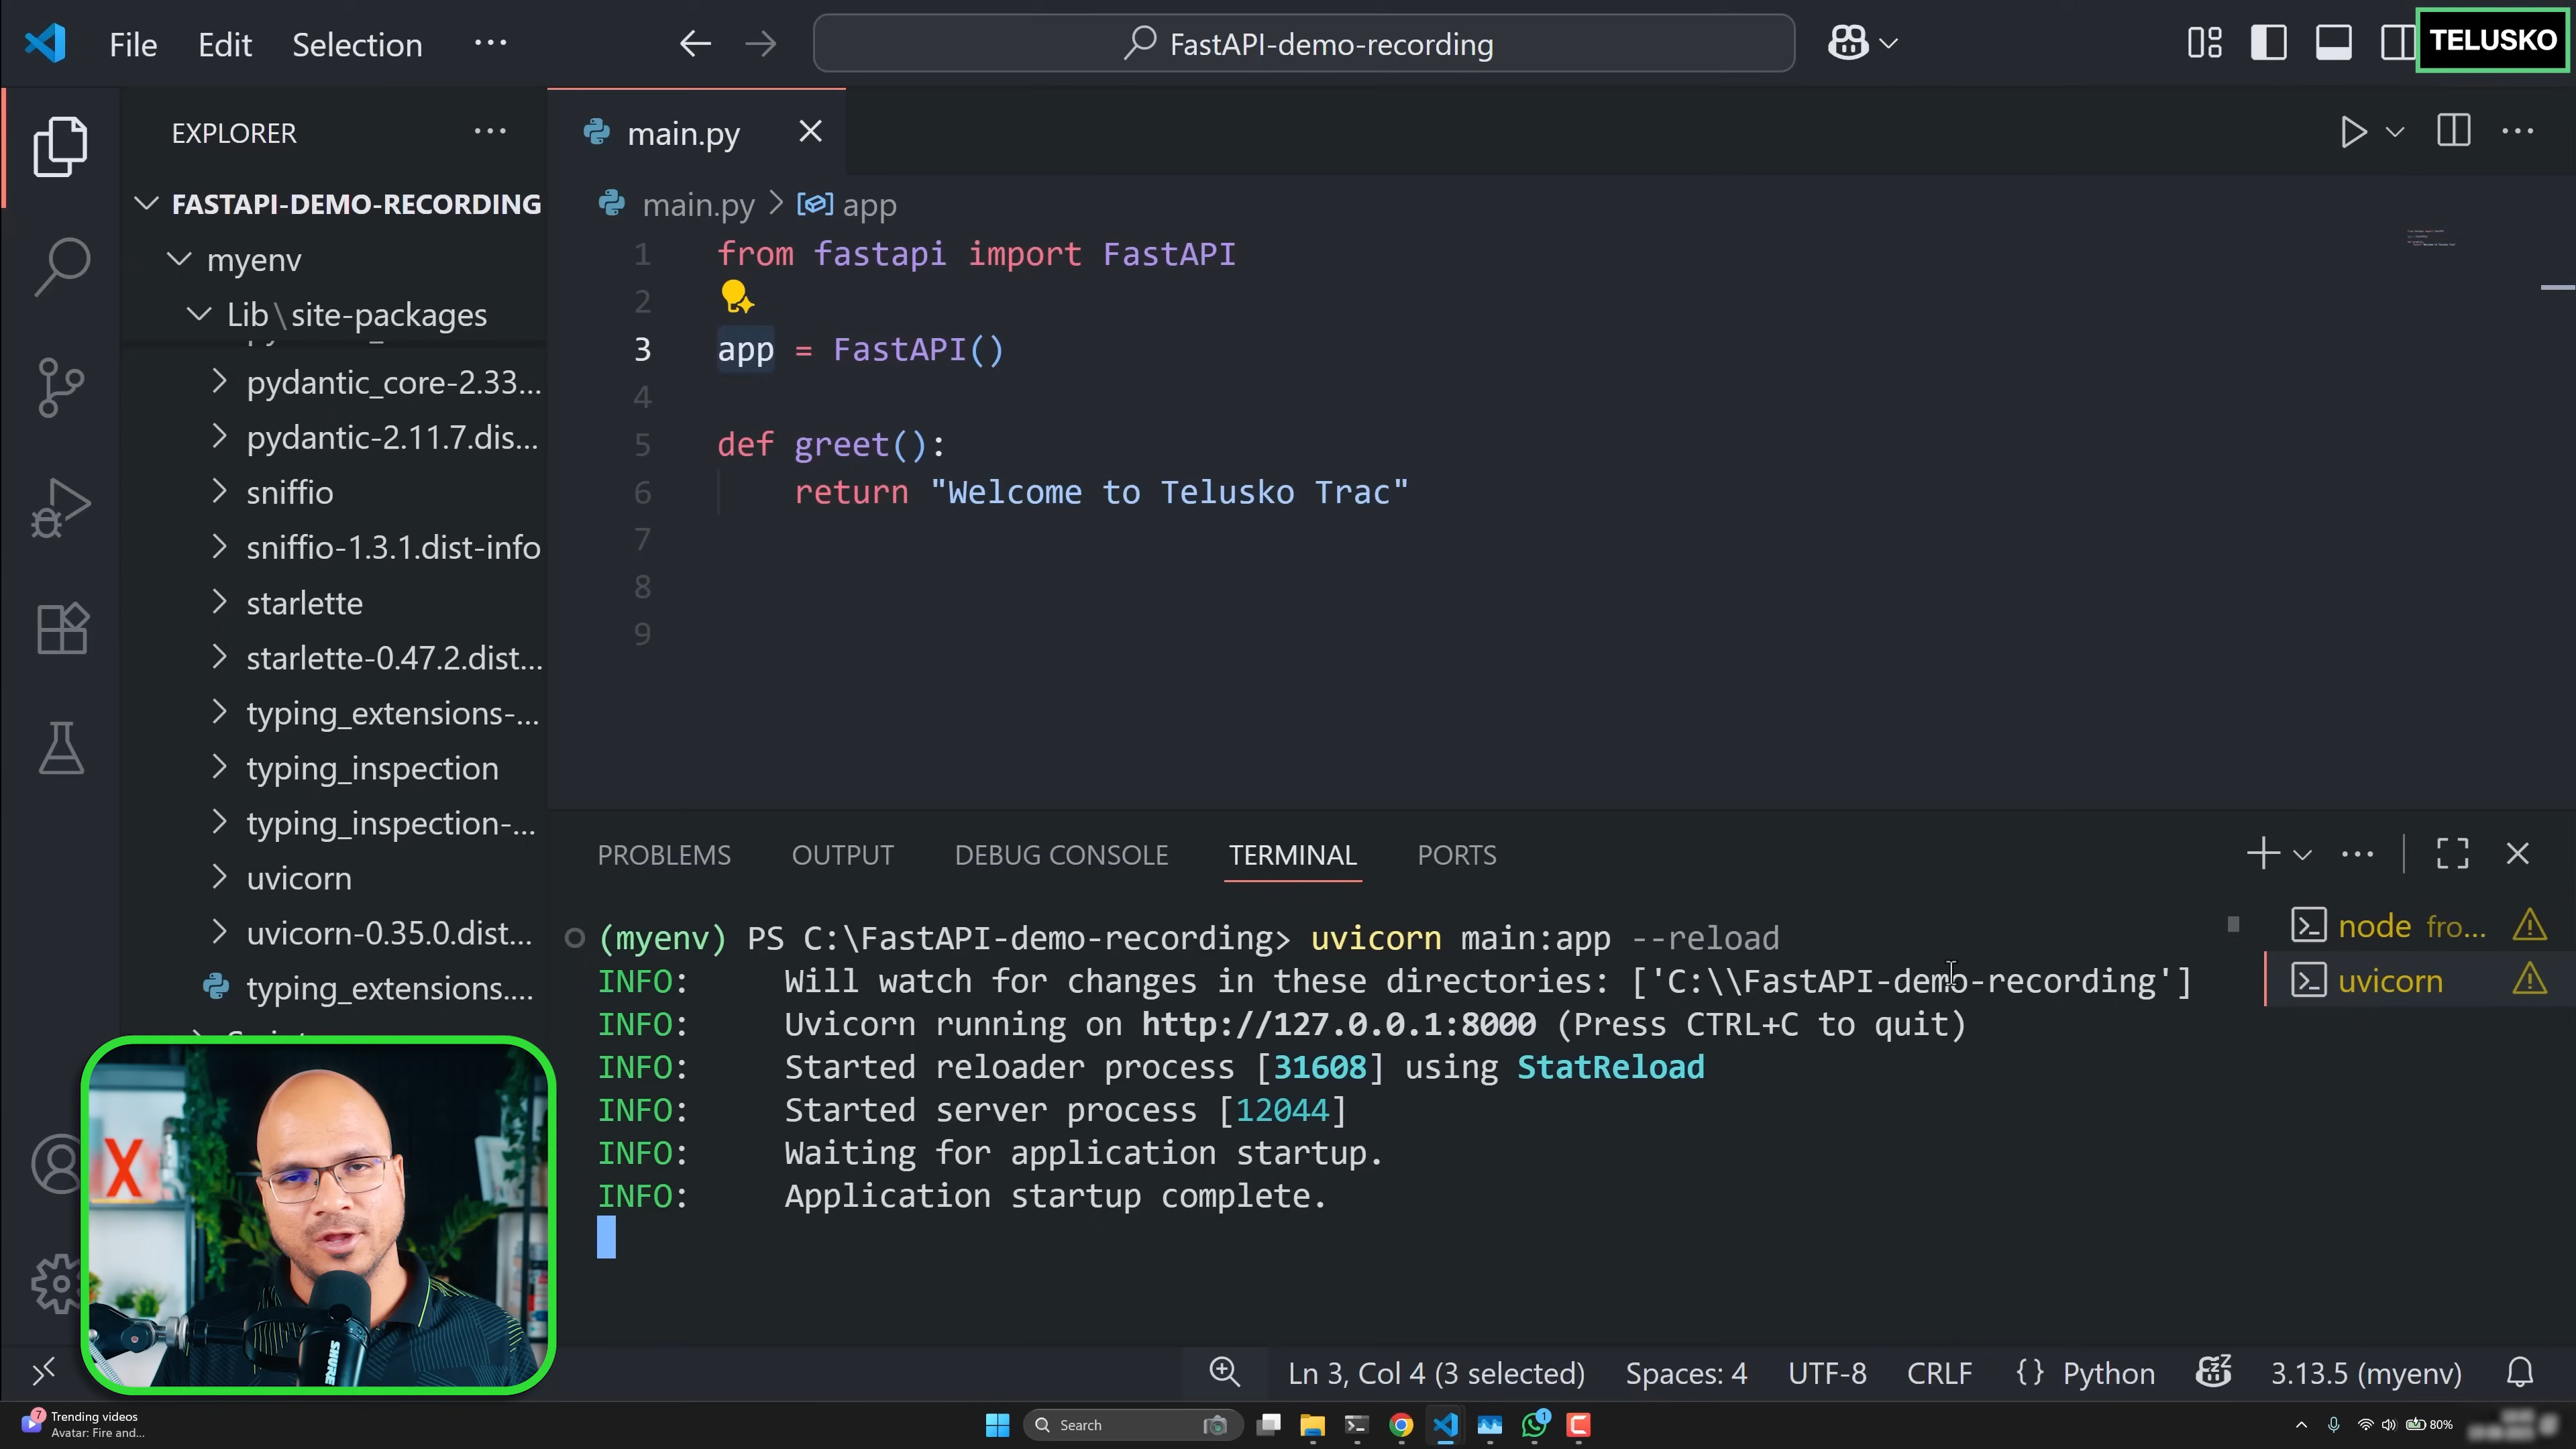 File Edit Selection ...
FastAPI-demo-recording
TELUSKO
EXPLORER ...
FASTAPI-DEMO-RECORDING
myenv
Lib\site-packages
pydantic_core-2.33...
pydantic-2.11.7.dis...
sniffio
sniffio-1.3.1.dist-info
starlette
starlette-0.47.2.dist...
typing_extensions-...
typing_inspection
typing_inspection-...
uvicorn
uvicorn-0.35.0.dist...
typing_extensions....
main.py
main.py > app
1 from fastapi import FastAPI
2
3 app = FastAPI()
4
5 def greet():
6 return "Welcome to Telusko Trac"
7
8
9
PROBLEMS OUTPUT DEBUG CONSOLE TERMINAL PORTS
(myenv) PS C:\FastAPI-demo-recording> uvicorn main:app --reload
INFO: Will watch for changes in these directories: ['C:\\FastAPI-demo-recording']
INFO: Uvicorn running on http://127.0.0.1:8000 (Press CTRL+C to quit)
INFO: Started reloader process [31608] using StatReload
INFO: Started server process [12044]
INFO: Waiting for application startup.
INFO: Application startup complete.
node fro...
uvicorn
X
SHURE
Ln 3, Col 4 (3 selected) Spaces: 4 UTF-8 CRLF {} Python 3.13.5 (myenv)
7
Trending videos
Avatar: Fire and...
Search
1
80%